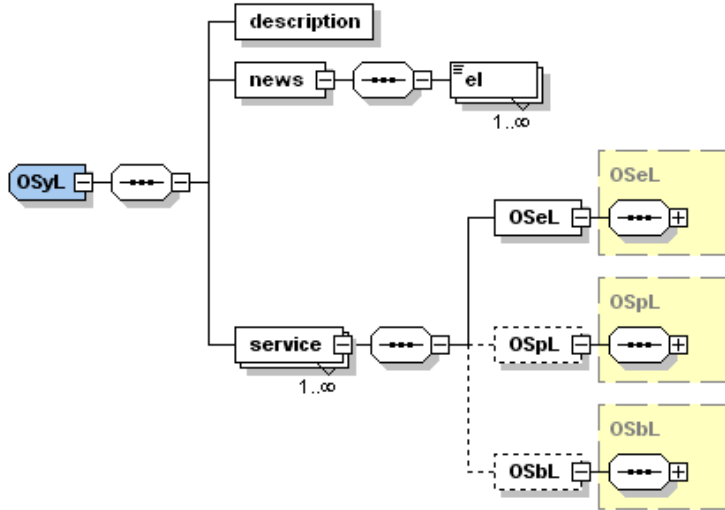 description
news
el
1..∞
OSyL
OSeL
OSeL
service
1..∞
OSpL
OSpL
OSbL
OSbL